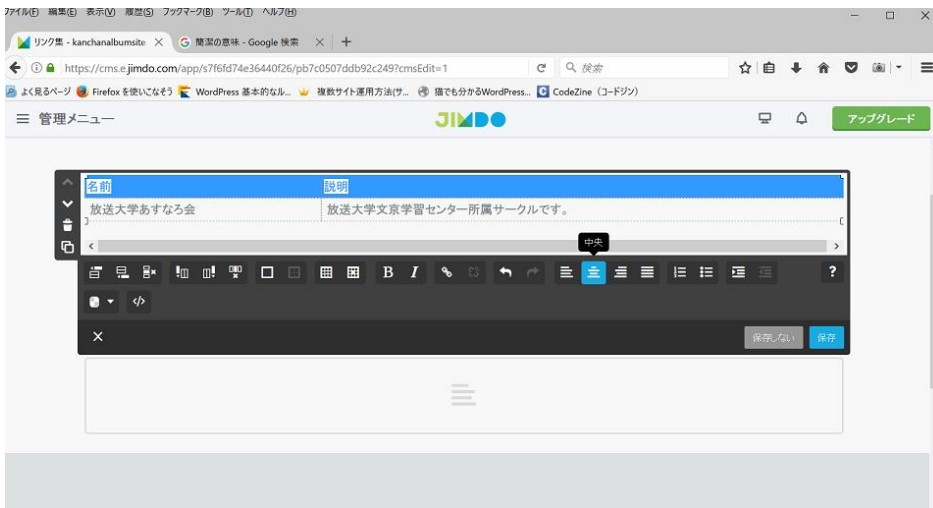 ファイル(F) 編集(E) 表示(V) 履歴(S) ブックマーク(B) ツール(T) ヘルプ(H)
リンク集 - kanchanalbumsite × 簡潔の意味 - Google 検索 × +
https://cms.e.jimdo.com/app/s7f6fd74e36440f26/pb7c0507ddb92c249?cmsEdit=1 検索
よく見るページ Firefox を使いこなそう WordPress 基本的なル... 複数サイト運用方法(サ... 猫でも分かるWordPress... CodeZine（コードジン）
管理メニュー JIMDO アップグレード
名前 説明
放送大学あすなろ会 放送大学文京学習センター所属サークルです。
中央
B I ?
保存しない 保存